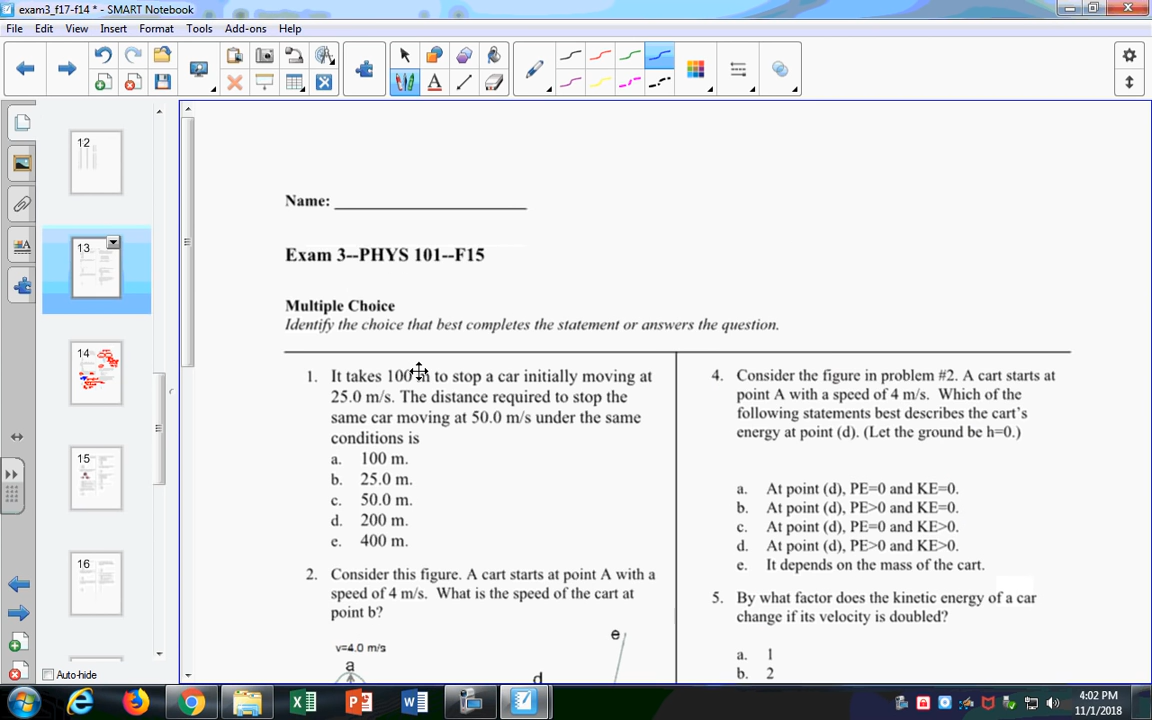 exam3_f17-f14 * - SMART Notebook
File Edit View Insert Format Tools Add-ons Help
12
13
14
15
16
Auto-hide
Name: ____________________
Exam 3--PHYS 101--F15
Multiple Choice
Identify the choice that best completes the statement or answers the question.
1. It takes 100 m to stop a car initially moving at
25.0 m/s. The distance required to stop the
same car moving at 50.0 m/s under the same
conditions is
a. 100 m.
b. 25.0 m.
c. 50.0 m.
d. 200 m.
e. 400 m.
2. Consider this figure. A cart starts at point A with a
speed of 4 m/s. What is the speed of the cart at
point b?
v=4.0 m/s
a
e
d
4. Consider the figure in problem #2. A cart starts at
point A with a speed of 4 m/s. Which of the
following statements best describes the cart's
energy at point (d). (Let the ground be h=0.)
a. At point (d), PE=0 and KE=0.
b. At point (d), PE>0 and KE=0.
c. At point (d), PE=0 and KE>0.
d. At point (d), PE>0 and KE>0.
e. It depends on the mass of the cart.
5. By what factor does the kinetic energy of a car
change if its velocity is doubled?
a. 1
b. 2
4:02 PM
11/1/2018